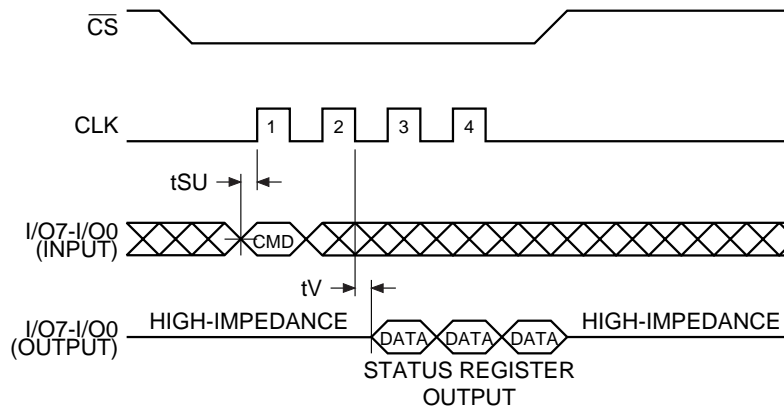 CS
CLK
1 2 3 4
tSU
I/O7-I/O0
(INPUT)
CMD
tV
I/O7-I/O0
(OUTPUT)
HIGH-IMPEDANCE
DATA DATA DATA
HIGH-IMPEDANCE
STATUS REGISTER
OUTPUT